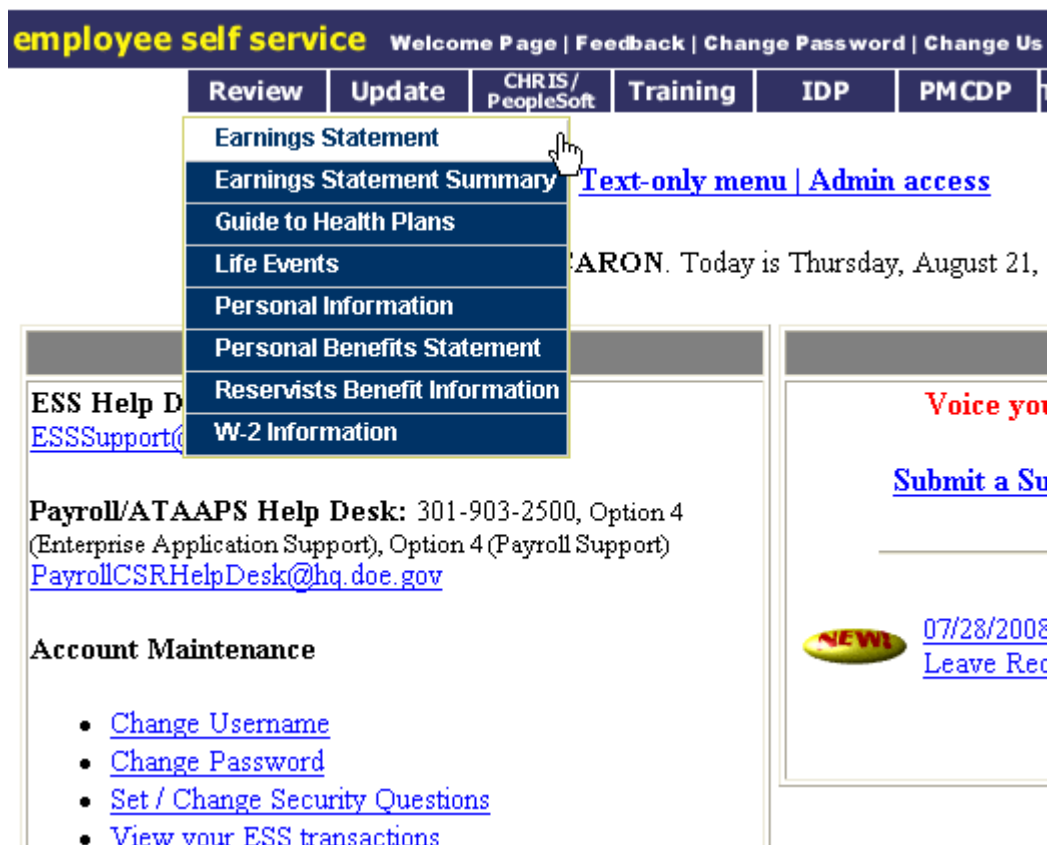 employee self service Welcome Page | Feedback | Change Password | Change Us
Review Update CHRIS/ PeopleSoft Training IDP PMCDP
Earnings Statement
Earnings Statement Summary
Guide to Health Plans
Life Events
Personal Information
Personal Benefits Statement
Reservists Benefit Information
W-2 Information
Text-only menu | Admin access
CARON. Today is Thursday, August 21,
ESS Help D
ESSSupport@
Payroll/ATAAPS Help Desk: 301-903-2500, Option 4
(Enterprise Application Support), Option 4 (Payroll Support)
PayrollCSRHelpDesk@hq.doe.gov
Account Maintenance
Change Username
Change Password
Set / Change Security Questions
View your ESS transactions
Voice you
Submit a Su
NEW!
07/28/2008
Leave Rec